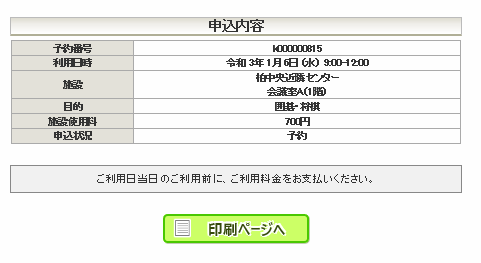 申込内容
予約番号 k000000815
利用日時 令和 3年 1月 6日 (水) 9:00-12:00
施設 柏中央近隣センター
会議室A(1階)
目的 囲碁・将棋
施設使用料 700円
申込状況 予約
ご利用日当日のご利用前に、ご利用料金をお支払いください。
印刷ページへ